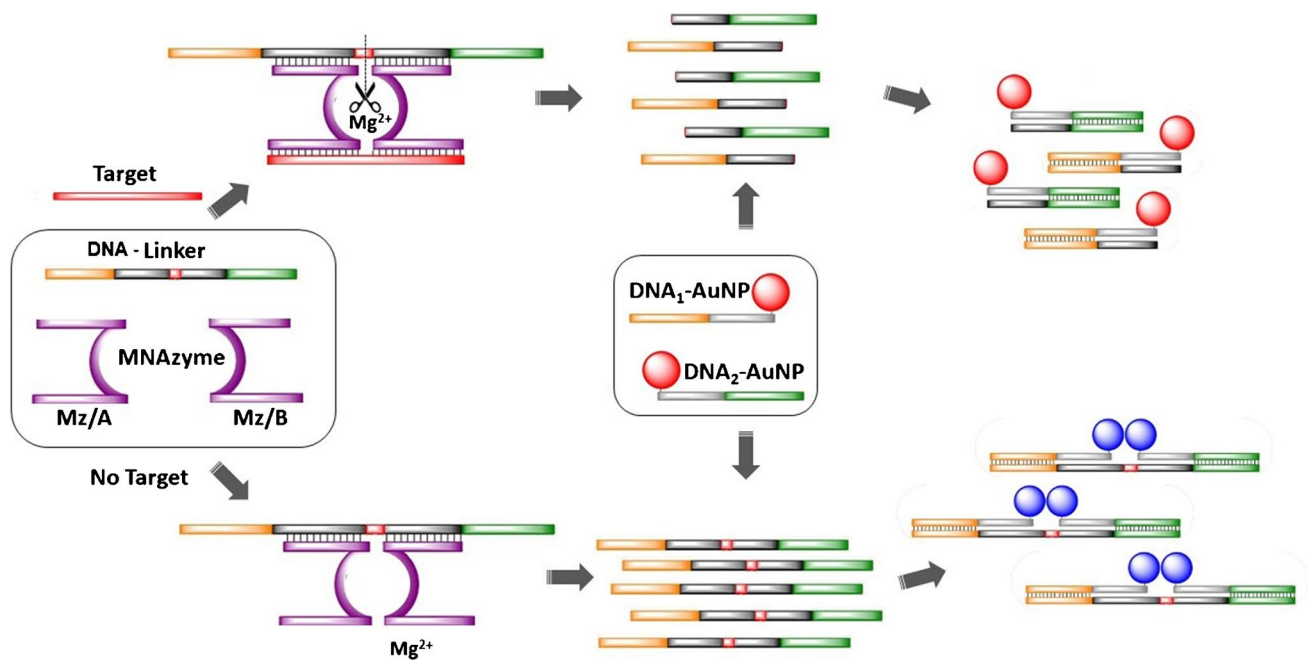 Mg²⁺
Target
DNA - Linker
MNAzyme
Mz/A
Mz/B
No Target
Mg²⁺
DNA₁-AuNP
DNA₂-AuNP